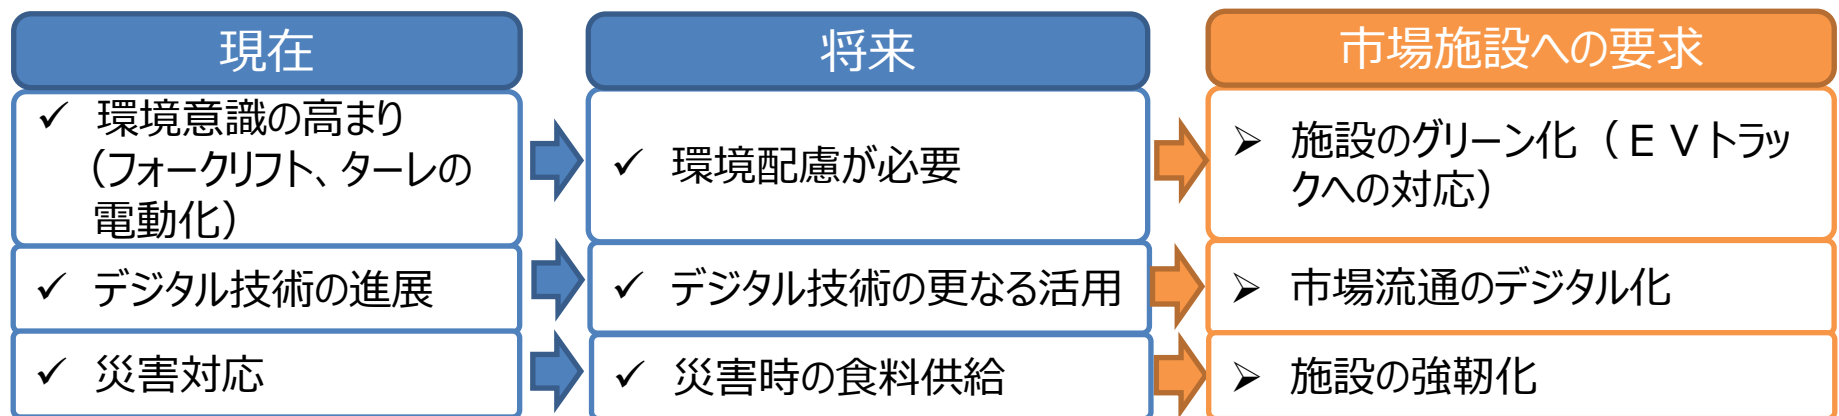 現在
将来
市場施設への要求
✓ 環境意識の高まり
（フォークリフト、ターレの
電動化）
✓ 環境配慮が必要
➢ 施設のグリーン化（ＥＶトラッ
クへの対応）
✓ デジタル技術の進展
✓ デジタル技術の更なる活用
➢ 市場流通のデジタル化
✓ 災害対応
✓ 災害時の食料供給
➢ 施設の強靭化